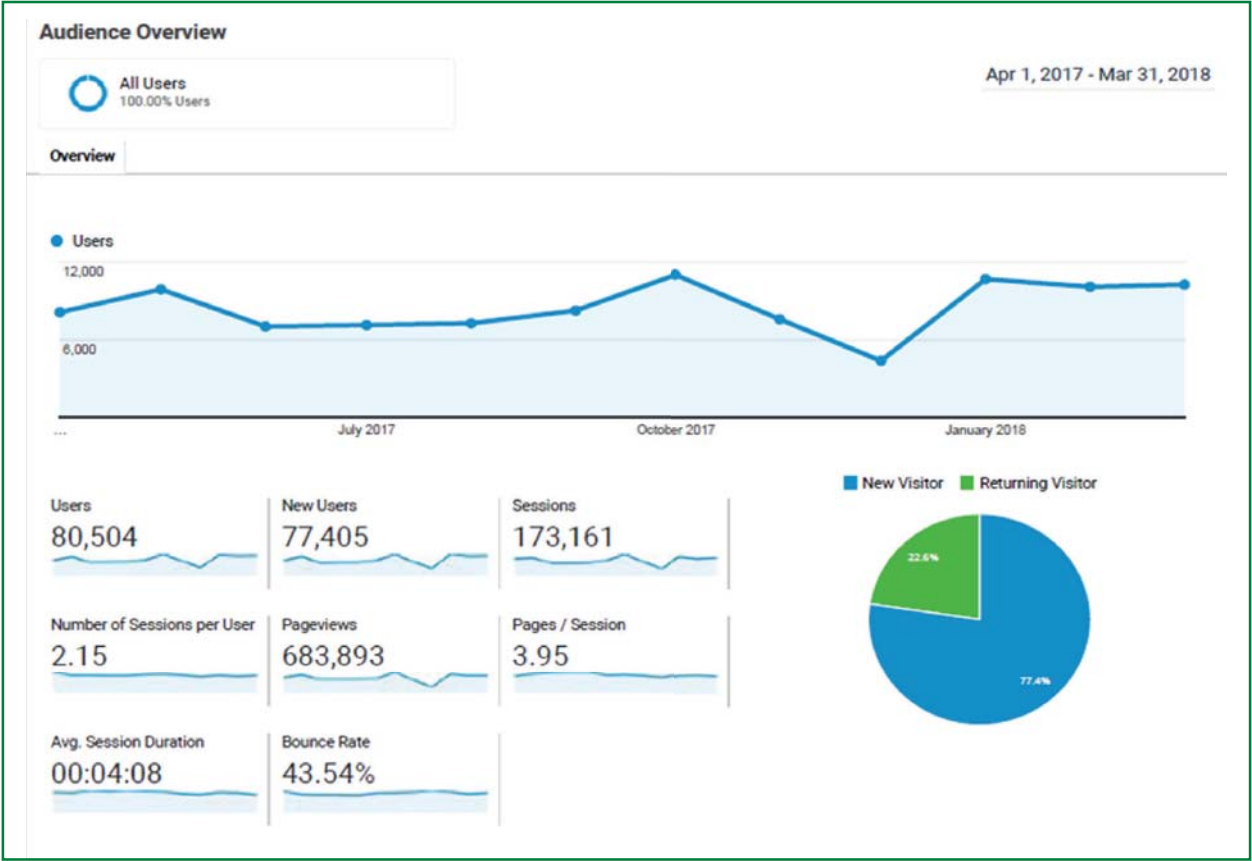 Audience Overview
All Users
100.00% Users
Apr 1, 2017 - Mar 31, 2018
Overview
Users
12,000
6,000
...
July 2017
October 2017
January 2018
New Visitor
Returning Visitor
22.6%
77.4%
Users
80,504
New Users
77,405
Sessions
173,161
Number of Sessions per User
2.15
Pageviews
683,893
Pages / Session
3.95
Avg. Session Duration
00:04:08
Bounce Rate
43.54%